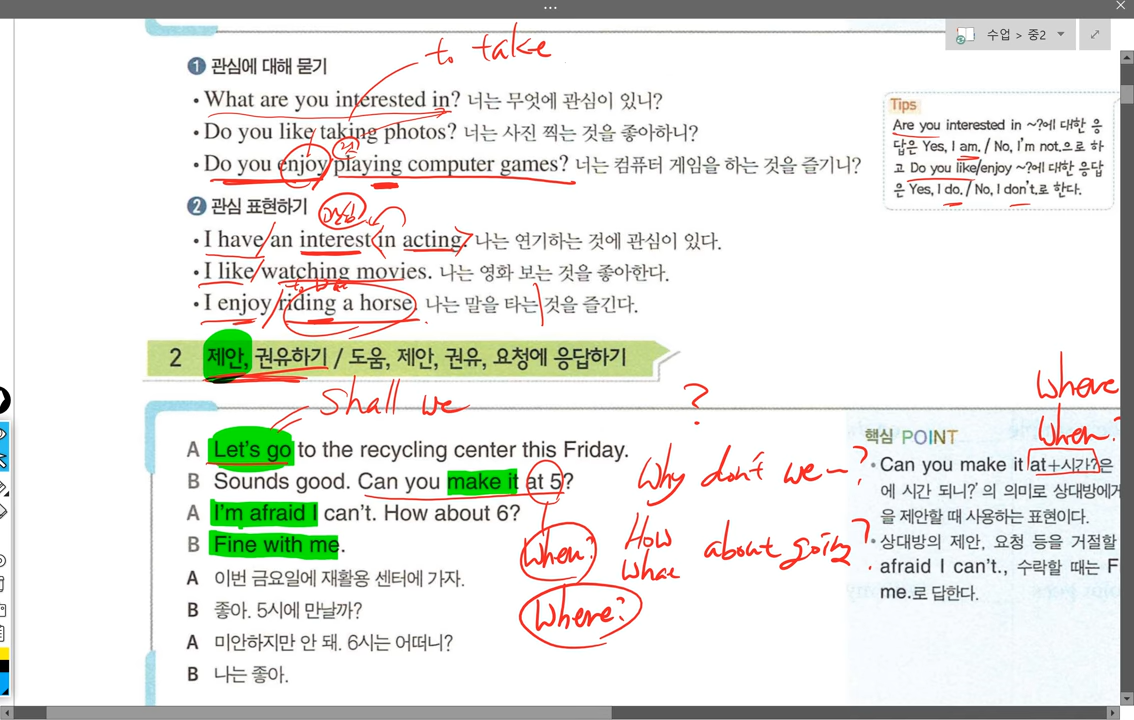 수업 > 중2
to take
❶ 관심에 대해 묻기
• What are you interested in? 너는 무엇에 관심이 있니?
• Do you like taking photos? 너는 사진 찍는 것을 좋아하니?
것
• Do you enjoy playing computer games? 너는 컴퓨터 게임을 하는 것을 즐기니?
Tips
Are you interested in ~?에 대한 응
답은 Yes, I am. / No, I'm not.으로 하
고 Do you like/enjoy ~?에 대한 응답
은 Yes, I do. / No, I don't.로 한다.
❷ 관심 표현하기
관심
• I have an interest in acting. 나는 연기하는 것에 관심이 있다.
• I like watching movies. 나는 영화 보는 것을 좋아한다.
• I enjoy riding a horse. 나는 말을 타는 것을 즐긴다.
2 제안, 권유하기 / 도움, 제안, 권유, 요청에 응답하기
Shall we ?
A Let's go to the recycling center this Friday.
B Sounds good. Can you make it at 5?
A I'm afraid I can't. How about 6?
B Fine with me.
A 이번 금요일에 재활용 센터에 가자.
B 좋아. 5시에 만날까?
A 미안하지만 안 돼. 6시는 어떠니?
B 나는 좋아.
When?
Where?
Why don't we ~?
How
What about going ?
Where
When?
핵심 POINT
• Can you make it at+시간?은
에 시간 되니?'의 의미로 상대방에게
을 제안할 때 사용하는 표현이다.
• 상대방의 제안, 요청 등을 거절할
afraid I can't., 수락할 때는 F
me.로 답한다.